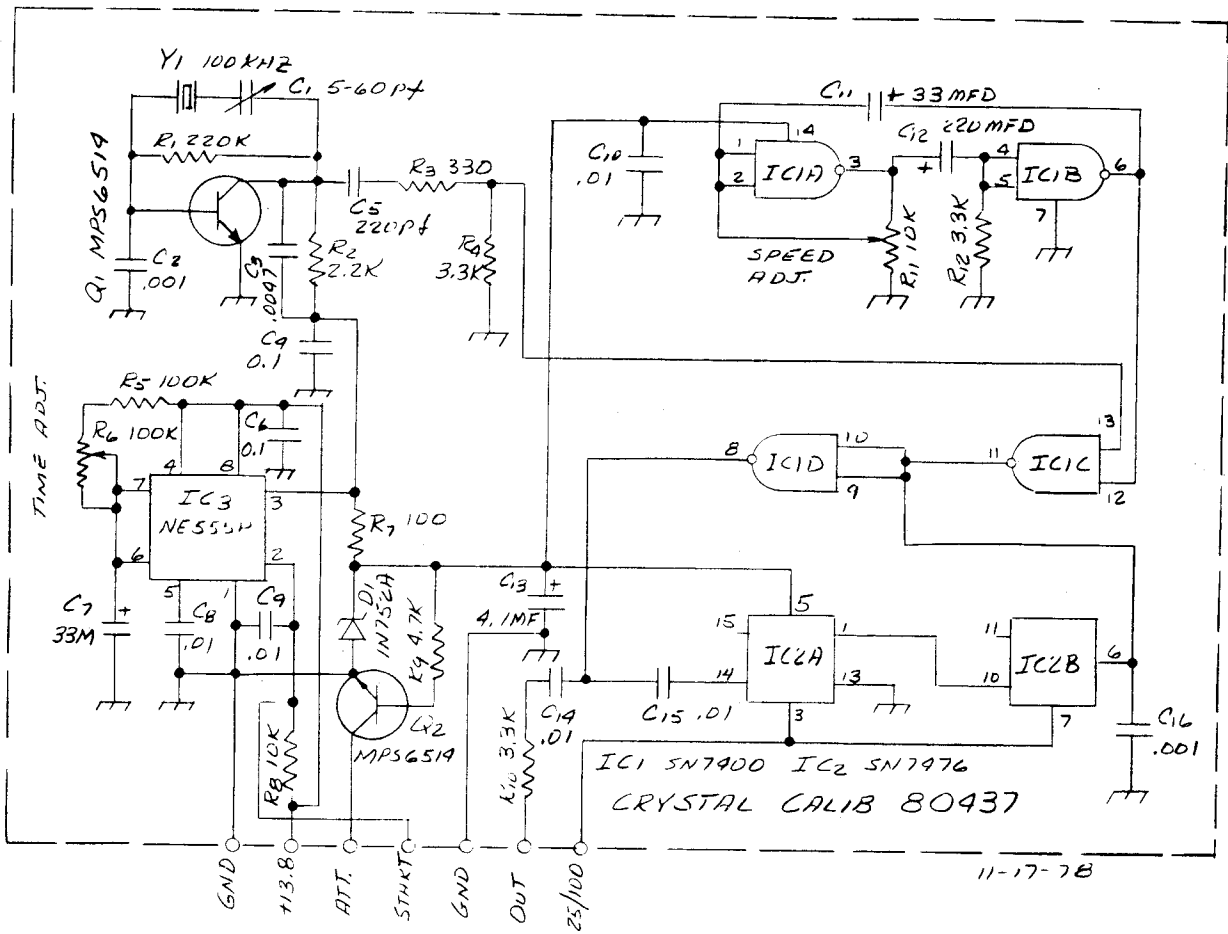 Y1 100KHZ
C1 5-60Pf
R1 220K
Q1 MPS6514
C2
.001
C3
.0047
R2
2.2K
C5
220Pf
R3 330
R4
3.3K
C4
0.1
C10
.01
1
2
14
3
IC1A
C11
+ 33MFD
C12
220MFD
+
4
5
6
7
IC1B
SPEED
ADJ.
R11 10K
R12 3.3K
TIME ADJ.
R5 100K
R6 100K
C6
0.1
4
8
7
3
6
2
5
1
IC3
C7
33M
+
C8
.01
C9
.01
R7 100
D1
1N752A
R9 4.7K
Q2
MPS6514
R8 10K
C13
+
4.1MF
C14
.01
R10 3.3K
C15 .01
8
IC1D
10
9
11
IC1C
13
12
5
15
14
IC2A
1
13
3
11
10
IC2B
6
7
C16
.001
IC1 SN7400 IC2 SN7476
CRYSTAL CALIB 80437
11-17-78
GND
+13.8
ATT.
STHKT
GND
OUT
25/100